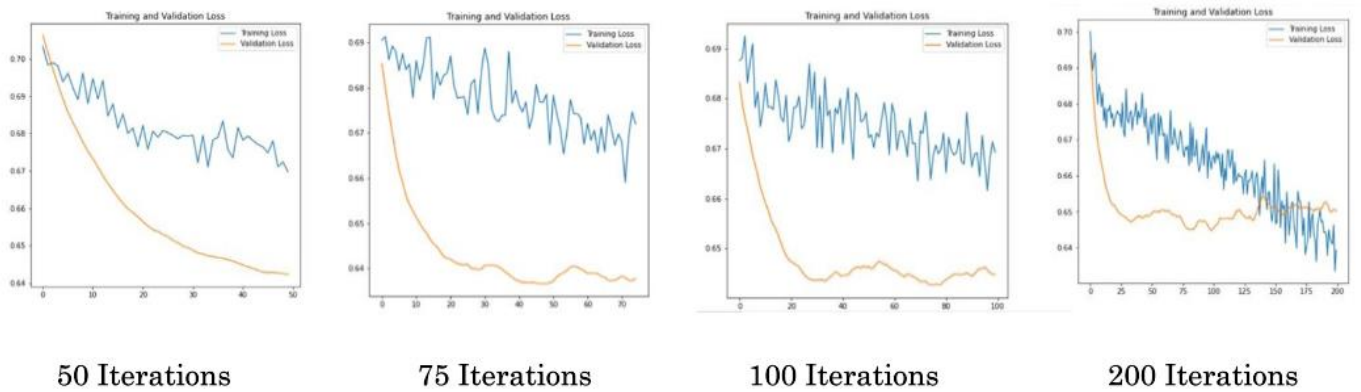 Training and Validation Loss
Training Loss
Validation Loss
0.70
0.69
0.68
0.67
0.66
0.65
0.64
0 10 20 30 40 50
50 Iterations
Training and Validation Loss
Training Loss
Validation Loss
0.69
0.68
0.67
0.66
0.65
0.64
0 10 20 30 40 50 60 70
75 Iterations
Training and Validation Loss
Training Loss
Validation Loss
0.69
0.68
0.67
0.66
0.65
0 20 40 60 80 100
100 Iterations
Training and Validation Loss
Training Loss
Validation Loss
0.70
0.69
0.68
0.67
0.66
0.65
0.64
0 25 50 75 100 125 150 175 200
200 Iterations